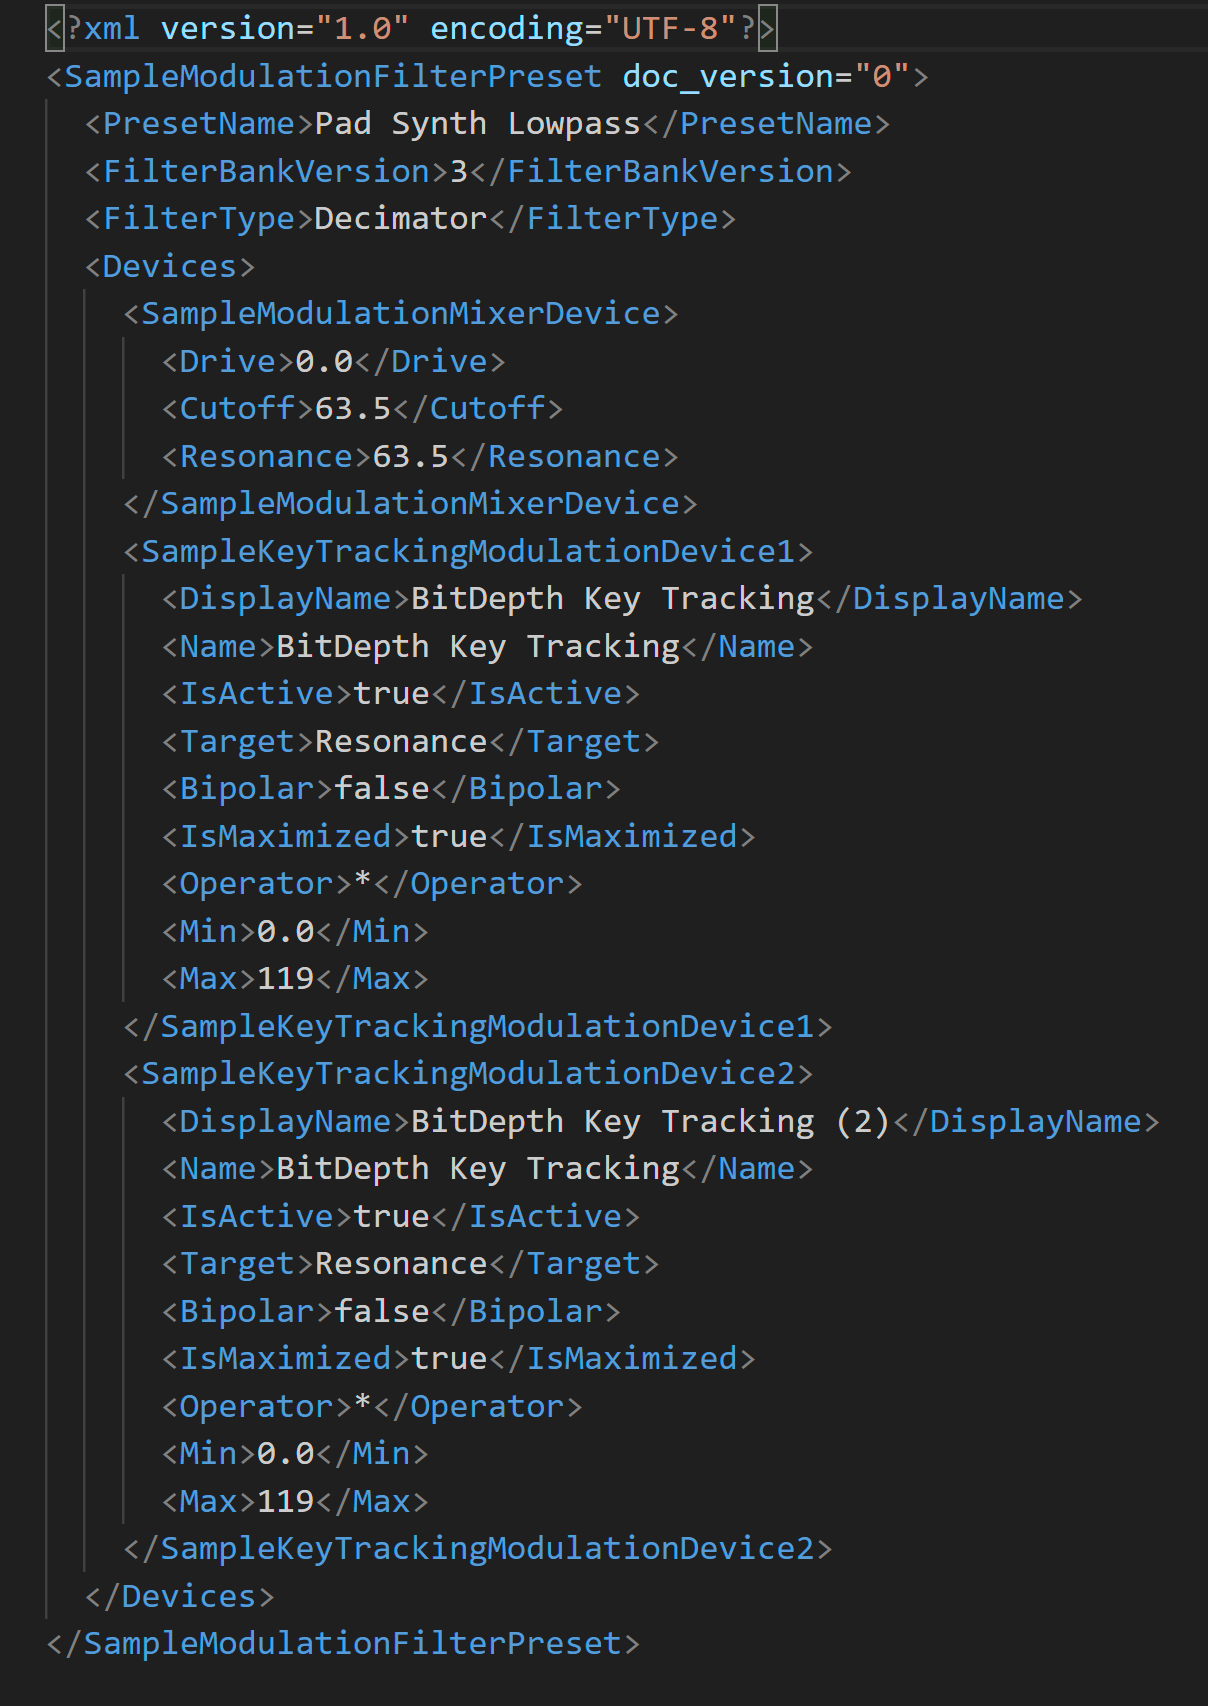 <?xml version="1.0" encoding="UTF-8"?>
<SampleModulationFilterPreset doc_version="0">
  <PresetName>Pad Synth Lowpass</PresetName>
  <FilterBankVersion>3</FilterBankVersion>
  <FilterType>Decimator</FilterType>
  <Devices>
    <SampleModulationMixerDevice>
      <Drive>0.0</Drive>
      <Cutoff>63.5</Cutoff>
      <Resonance>63.5</Resonance>
    </SampleModulationMixerDevice>
    <SampleKeyTrackingModulationDevice1>
      <DisplayName>BitDepth Key Tracking</DisplayName>
      <Name>BitDepth Key Tracking</Name>
      <IsActive>true</IsActive>
      <Target>Resonance</Target>
      <Bipolar>false</Bipolar>
      <IsMaximized>true</IsMaximized>
      <Operator>*</Operator>
      <Min>0.0</Min>
      <Max>119</Max>
    </SampleKeyTrackingModulationDevice1>
    <SampleKeyTrackingModulationDevice2>
      <DisplayName>BitDepth Key Tracking (2)</DisplayName>
      <Name>BitDepth Key Tracking</Name>
      <IsActive>true</IsActive>
      <Target>Resonance</Target>
      <Bipolar>false</Bipolar>
      <IsMaximized>true</IsMaximized>
      <Operator>*</Operator>
      <Min>0.0</Min>
      <Max>119</Max>
    </SampleKeyTrackingModulationDevice2>
  </Devices>
</SampleModulationFilterPreset>